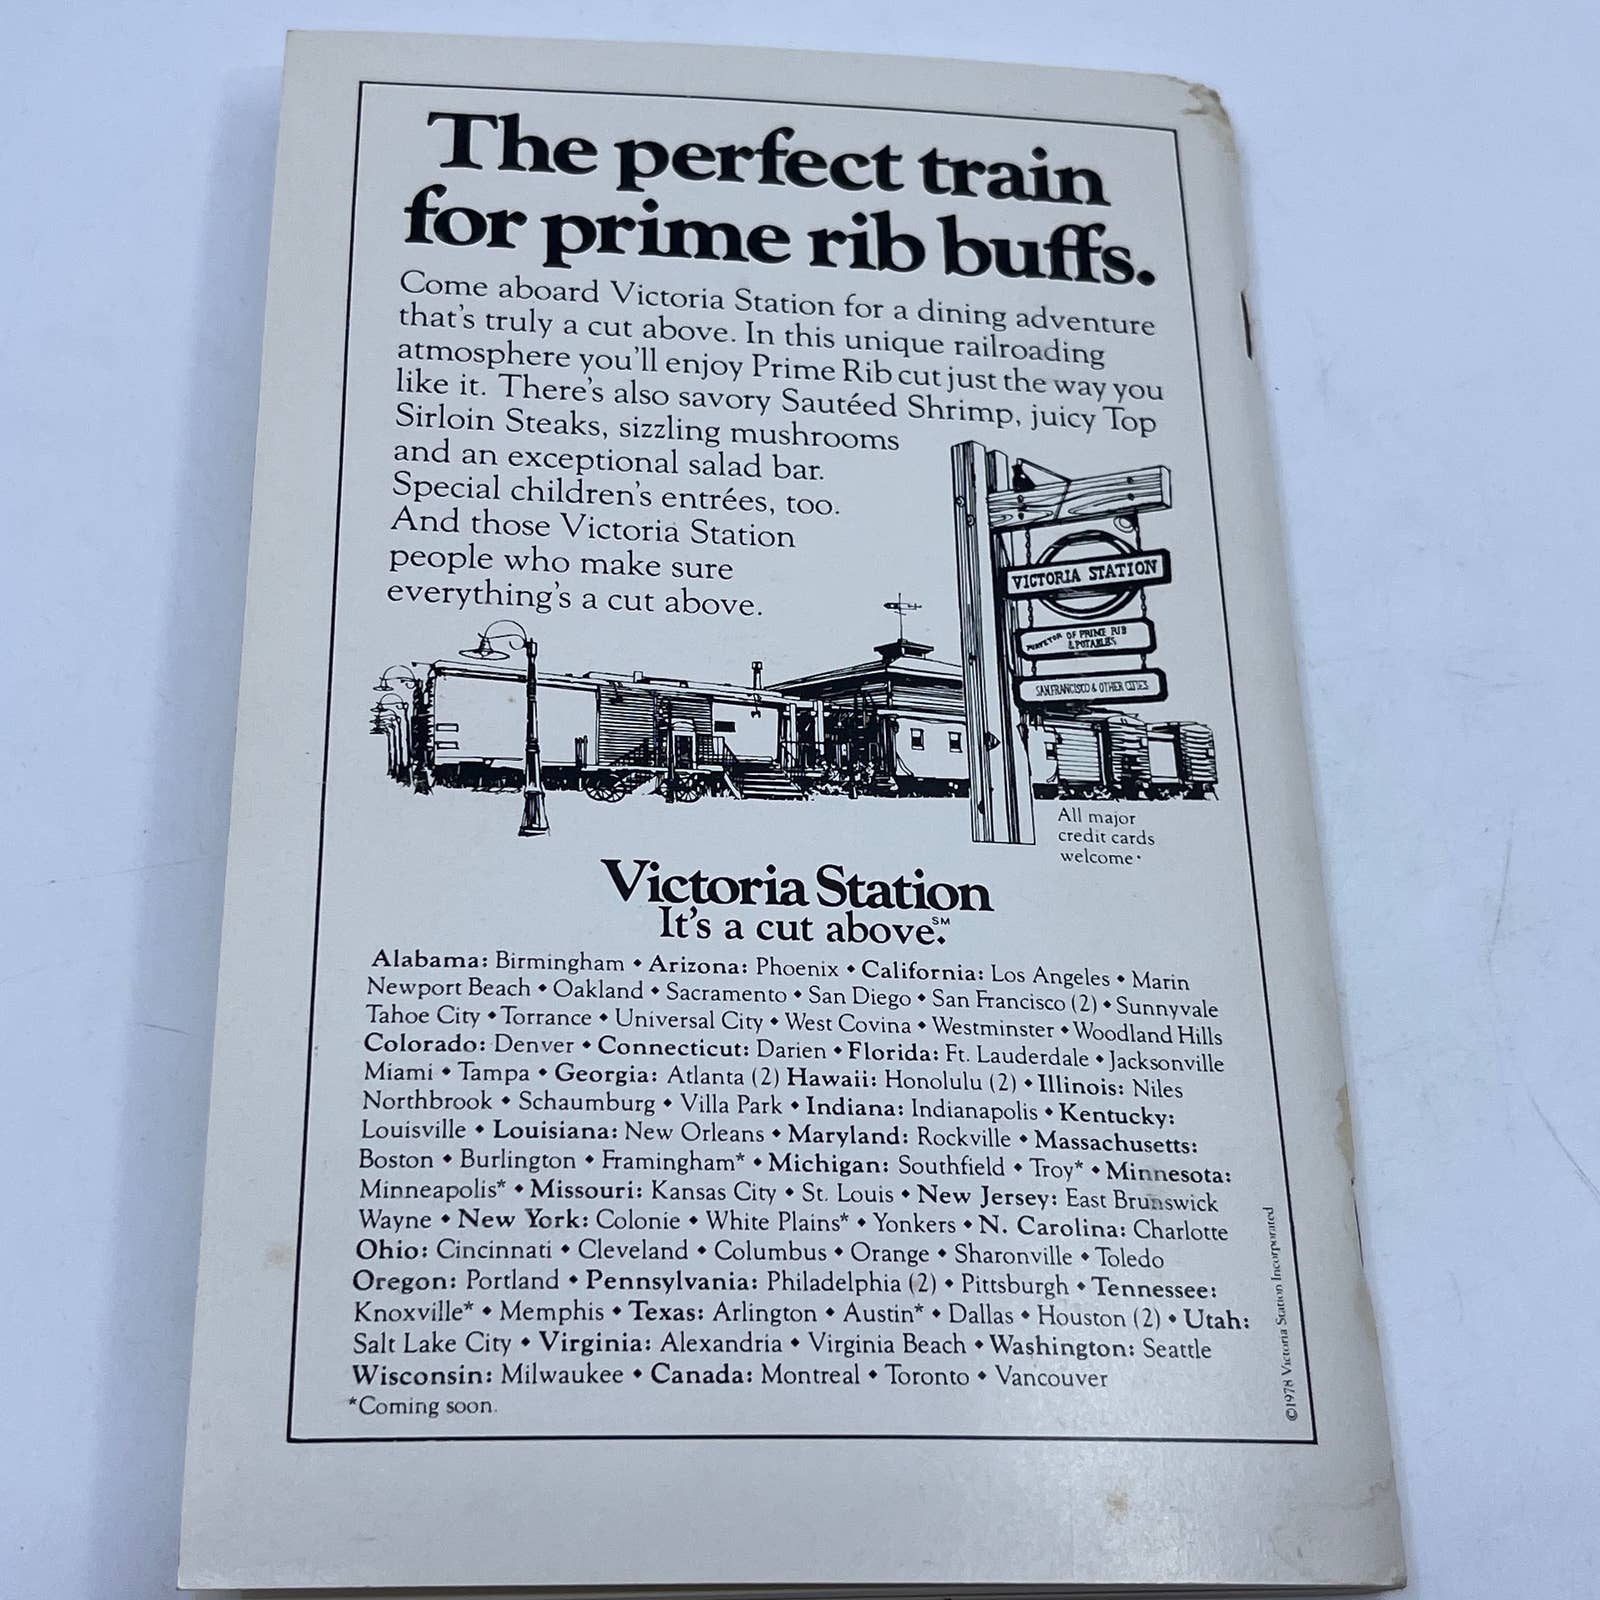 The perfect train
for prime rib buffs.
Come aboard Victoria Station for a dining adventure
that's truly a cut above. In this unique railroading
atmosphere you'll enjoy Prime Rib cut just the way you
like it. There's also savory Sautéed Shrimp, juicy Top
Sirloin Steaks, sizzling mushrooms
and an exceptional salad bar.
Special children's entrées, too.
And those Victoria Station
people who make sure
everything's a cut above.
VICTORIA STATION
PURVEYOR OF PRIME RIB
& POTABLES
SAN FRANCISCO & OTHER CITIES
All major
credit cards
welcome.
Victoria Station
It's a cut above.℠
Alabama: Birmingham • Arizona: Phoenix • California: Los Angeles • Marin
Newport Beach • Oakland • Sacramento • San Diego • San Francisco (2) • Sunnyvale
Tahoe City • Torrance • Universal City • West Covina • Westminster • Woodland Hills
Colorado: Denver • Connecticut: Darien • Florida: Ft. Lauderdale • Jacksonville
Miami • Tampa • Georgia: Atlanta (2) Hawaii: Honolulu (2) • Illinois: Niles
Northbrook • Schaumburg • Villa Park • Indiana: Indianapolis • Kentucky:
Louisville • Louisiana: New Orleans • Maryland: Rockville • Massachusetts:
Boston • Burlington • Framingham* • Michigan: Southfield • Troy* • Minnesota:
Minneapolis* • Missouri: Kansas City • St. Louis • New Jersey: East Brunswick
Wayne • New York: Colonie • White Plains* • Yonkers • N. Carolina: Charlotte
Ohio: Cincinnati • Cleveland • Columbus • Orange • Sharonville • Toledo
Oregon: Portland • Pennsylvania: Philadelphia (2) • Pittsburgh • Tennessee:
Knoxville* • Memphis • Texas: Arlington • Austin* • Dallas • Houston (2) • Utah:
Salt Lake City • Virginia: Alexandria • Virginia Beach • Washington: Seattle
Wisconsin: Milwaukee • Canada: Montreal • Toronto • Vancouver
*Coming soon.
©1978 Victoria Station Incorporated